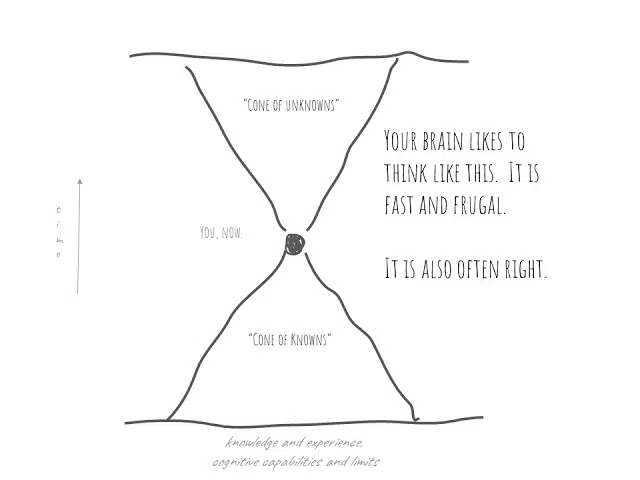 "Cone of unknowns"
Your brain likes to
think like this. It is
fast and frugal.
time
You, now.
It is also often right.
"Cone of Knowns"
knowledge and experience,
cognitive capabilities and limits